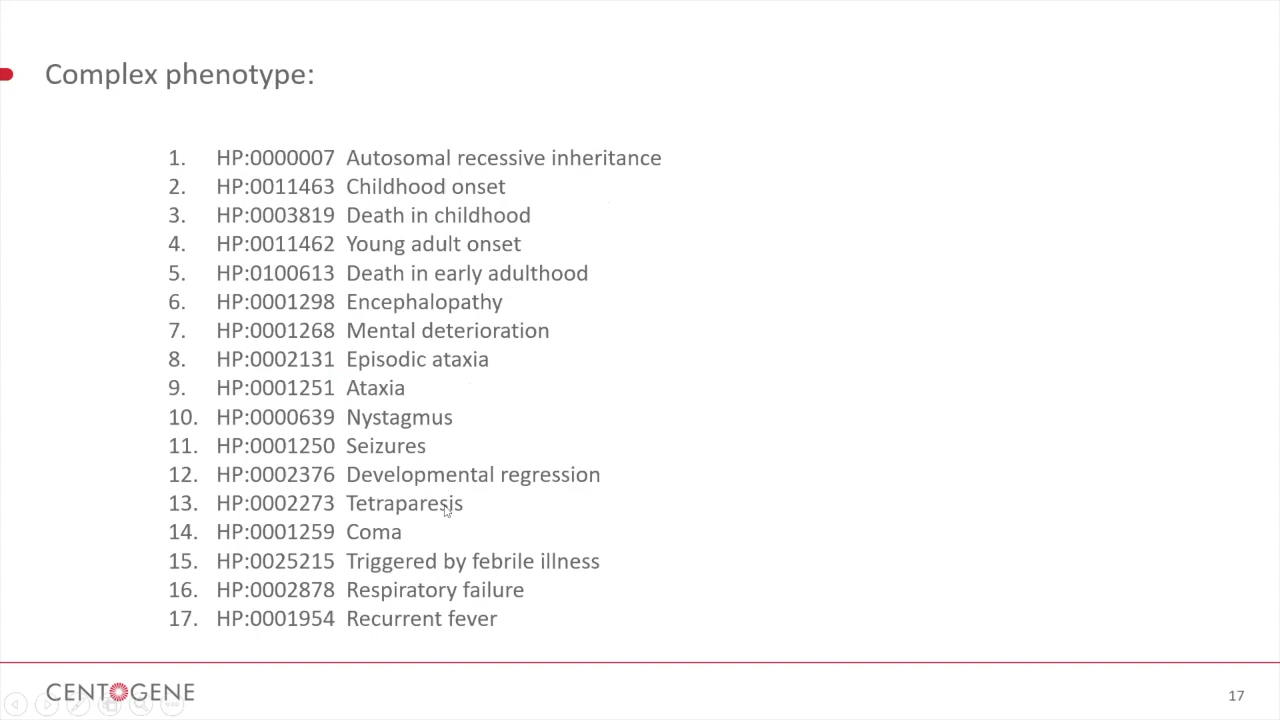 Complex phenotype:
1. HP:0000007 Autosomal recessive inheritance
2. HP:0011463 Childhood onset
3. HP:0003819 Death in childhood
4. HP:0011462 Young adult onset
5. HP:0100613 Death in early adulthood
6. HP:0001298 Encephalopathy
7. HP:0001268 Mental deterioration
8. HP:0002131 Episodic ataxia
9. HP:0001251 Ataxia
10. HP:0000639 Nystagmus
11. HP:0001250 Seizures
12. HP:0002376 Developmental regression
13. HP:0002273 Tetraparesis
14. HP:0001259 Coma
15. HP:0025215 Triggered by febrile illness
16. HP:0002878 Respiratory failure
17. HP:0001954 Recurrent fever
CENTOGENE
17